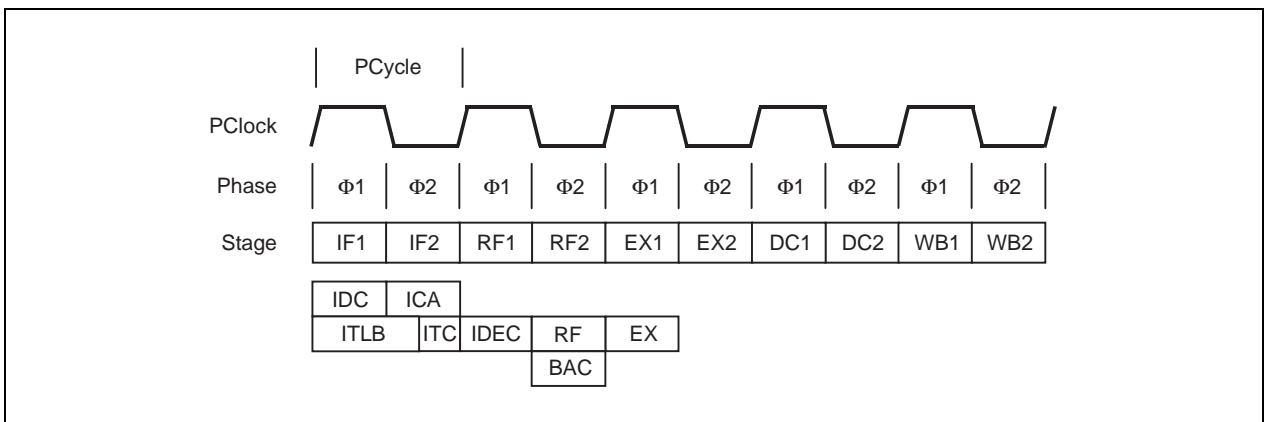 PCycle
PClock
Phase Φ1 Φ2 Φ1 Φ2 Φ1 Φ2 Φ1 Φ2 Φ1 Φ2
Stage IF1 IF2 RF1 RF2 EX1 EX2 DC1 DC2 WB1 WB2
IDC ICA
ITLB ITC IDEC RF EX
BAC